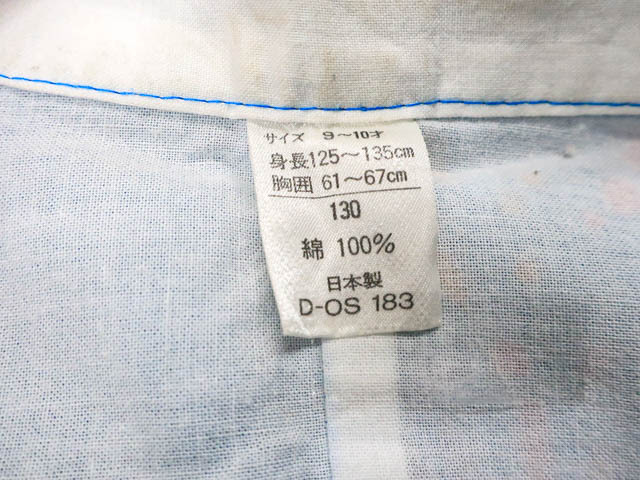 サイズ 9〜10才
身長125〜135cm
胸囲 61〜67cm
130
綿 100%
日本製
D-OS 183